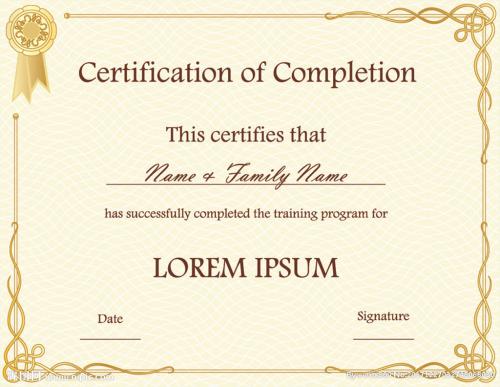 Certification of Completion
This certifies that
Name & Family Name
has successfully completed the training program for
LOREM IPSUM
Date
Signature